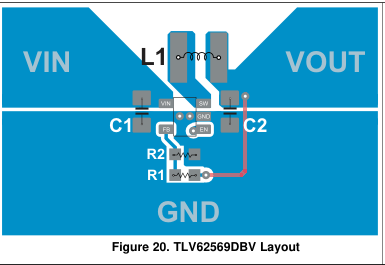 VIN
L1
VOUT
VIN
SW
GND
C1
C2
FB
EN
R2
R1
GND
Figure 20. TLV62569DBV Layout